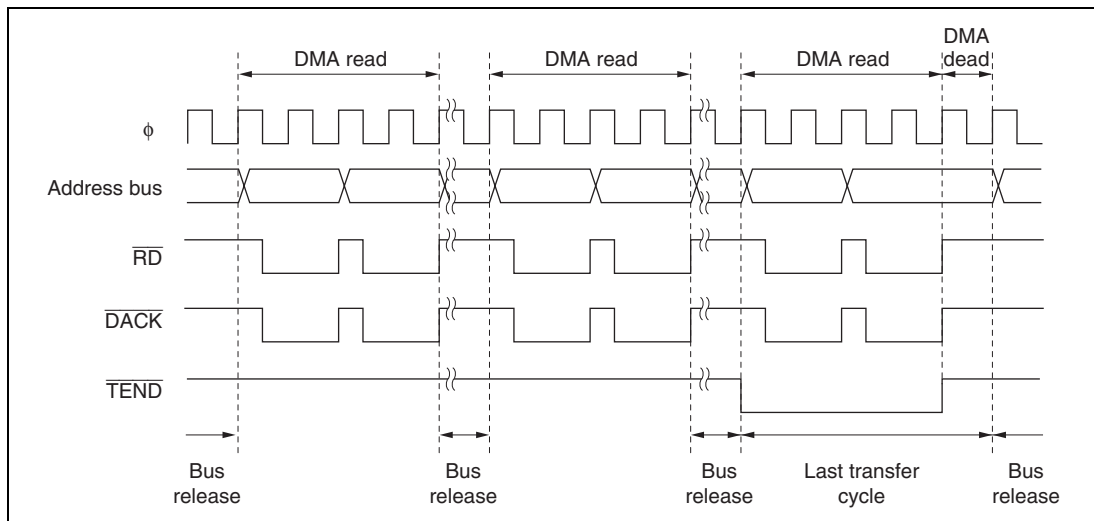 DMA read
DMA read
DMA read
DMA
dead
φ
Address bus
RD
DACK
TEND
Bus
release
Bus
release
Bus
release
Last transfer
cycle
Bus
release